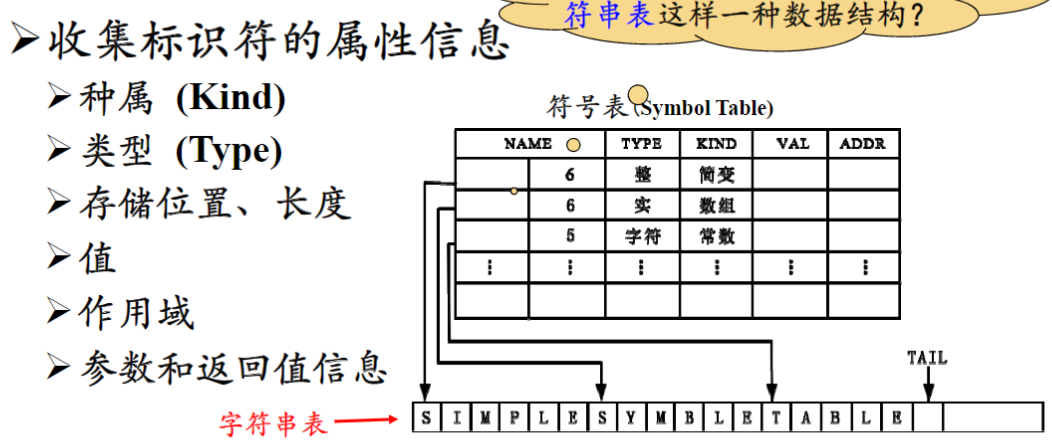 符串表这样一种数据结构？
➢收集标识符的属性信息
➢种属 (Kind)
➢类型 (Type)
➢存储位置、长度
➢值
➢作用域
➢参数和返回值信息
符号表(Symbol Table)
NAME TYPE KIND VAL ADDR
6 整 简变
6 实 数组
5 字符 常数
⋮ ⋮ ⋮ ⋮ ⋮ ⋮
TAIL
字符串表
S I M P L E S Y M B L E T A B L E